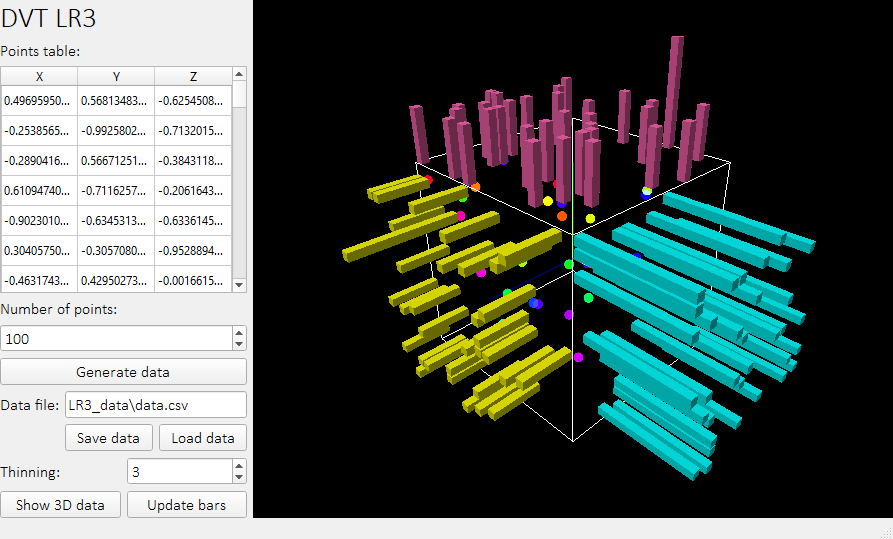 DVT LR3
Points table:
X Y Z
0.49695950... 0.56813483... -0.6254508...
-0.2538565... -0.9925802... -0.7132015...
-0.2890416... 0.56671251... -0.3843118...
0.61094740... -0.7116257... -0.2061643...
-0.9023010... -0.6345313... -0.6336145...
0.30405750... -0.3057080... -0.9528894...
-0.4631743... 0.42950273... -0.0016615...
Number of points:
100
Generate data
Data file: LR3_data\data.csv
Save data Load data
Thinning: 3
Show 3D data Update bars